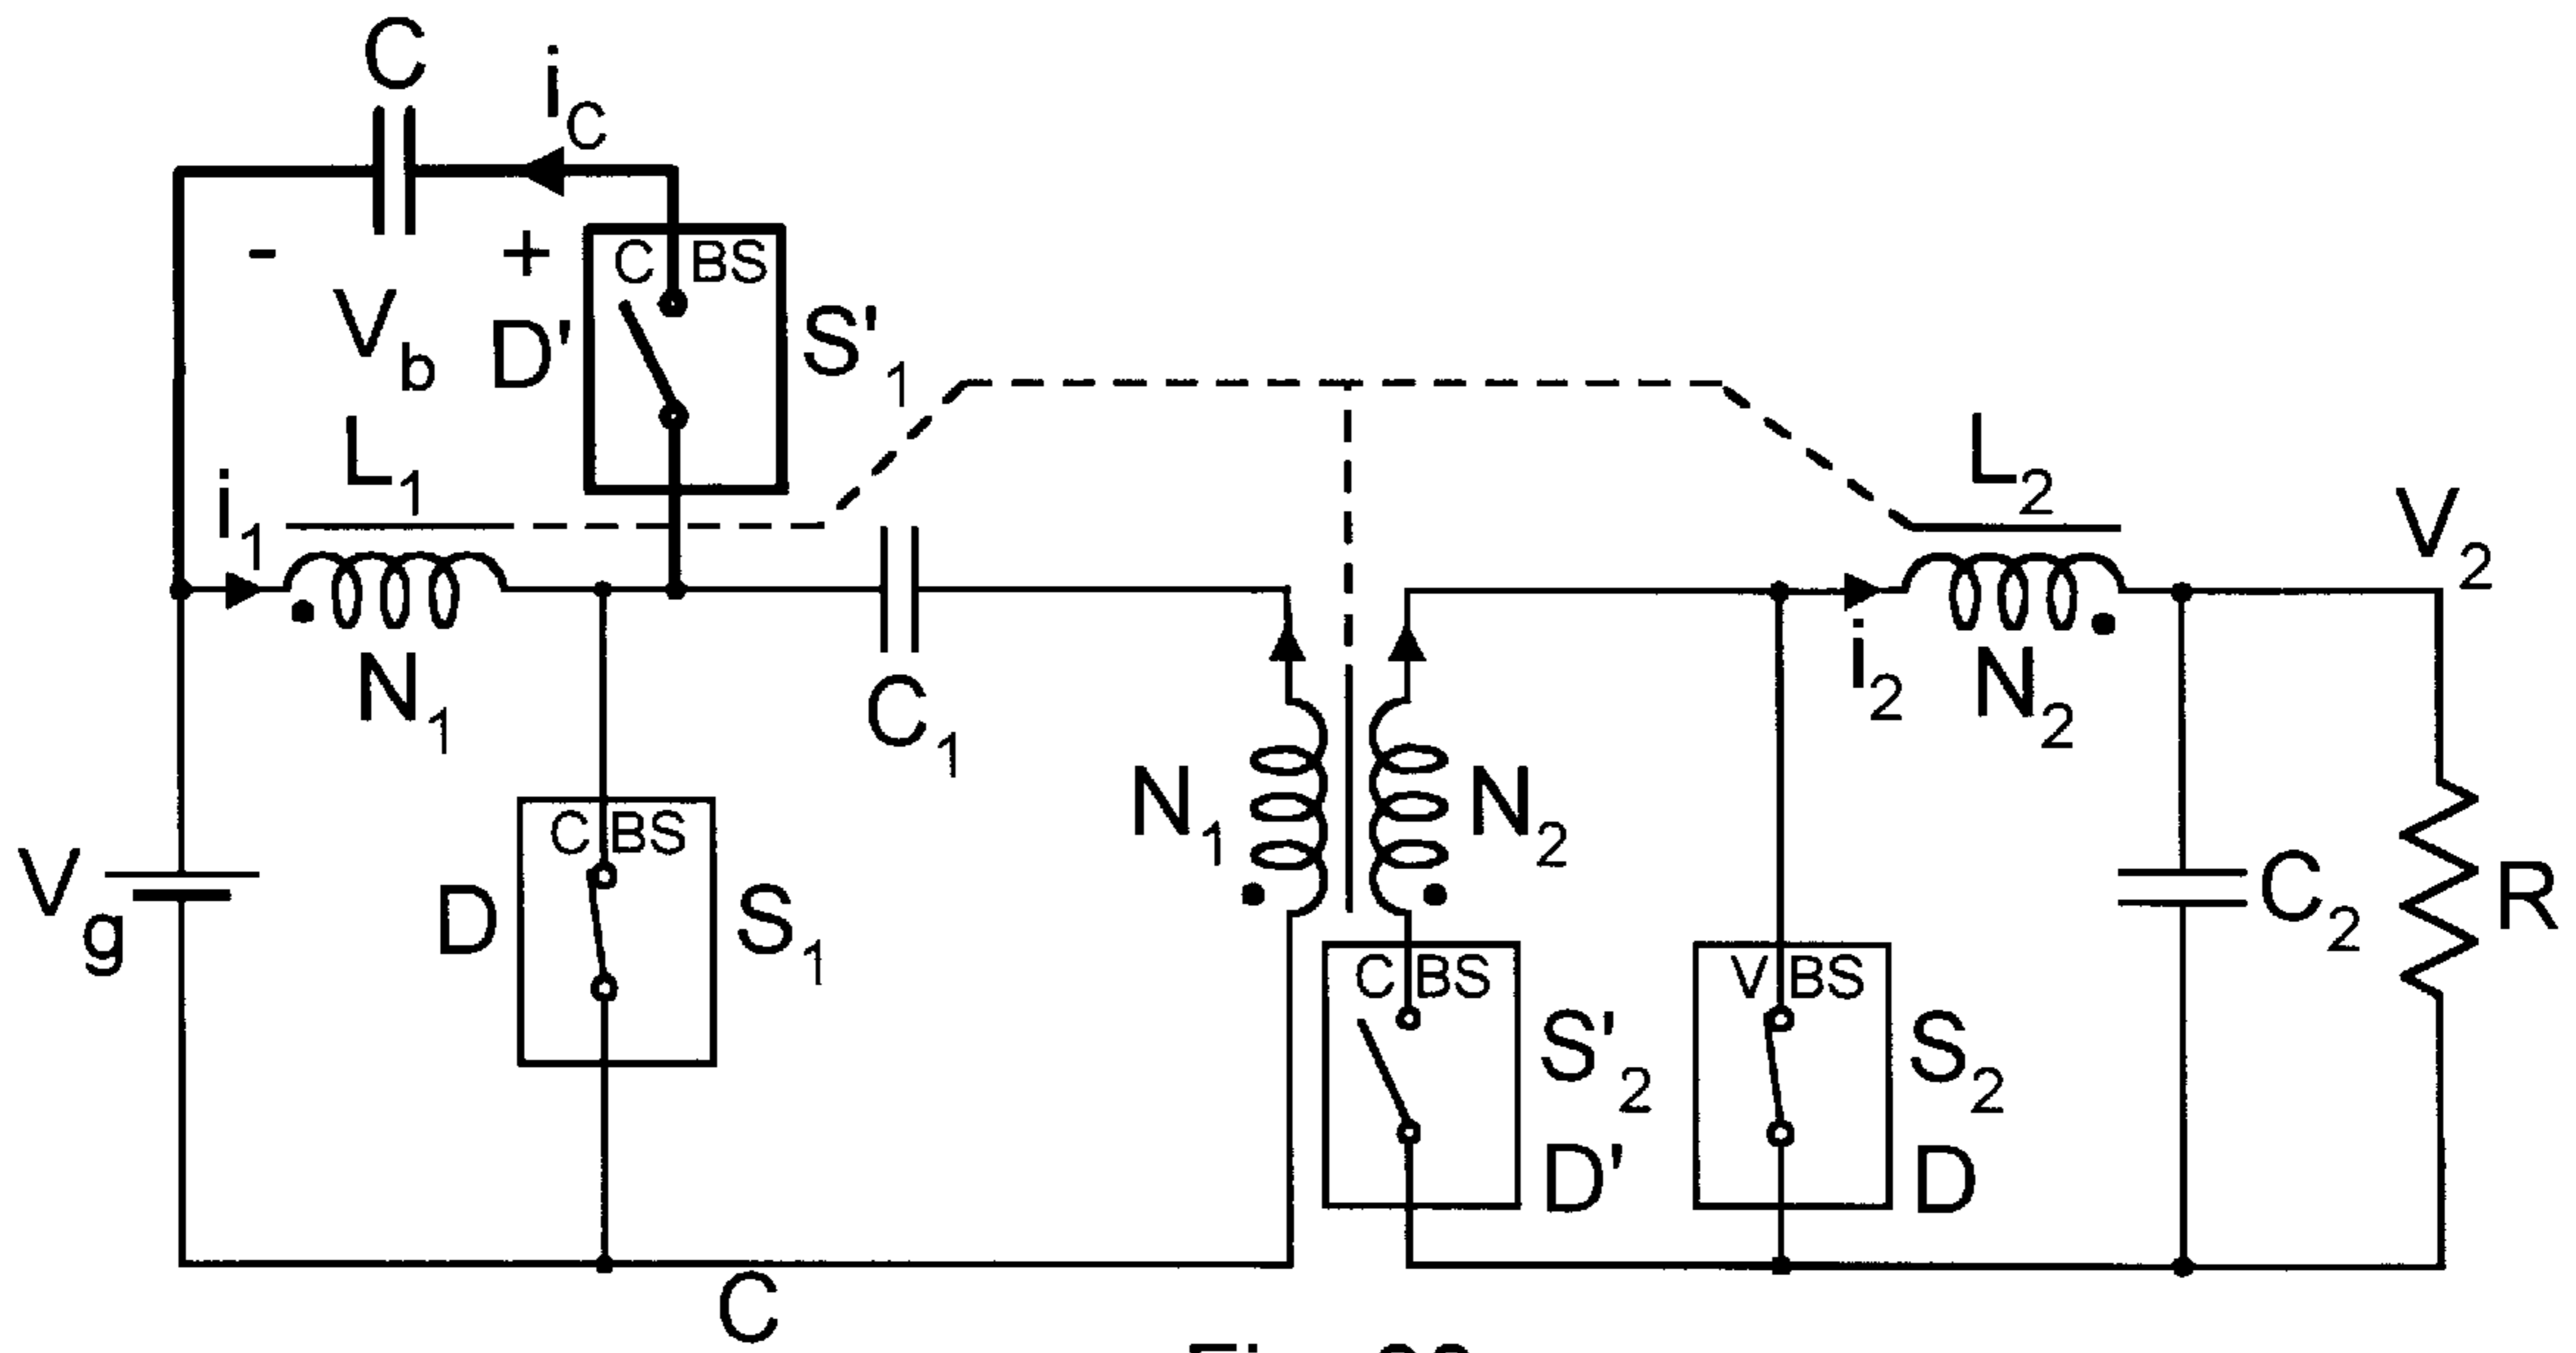 C
i_C
- +
V_b
C BS
D' S'_1
L_1
i_1
N_1
C_1
L_2
V_2
i_2
N_2
V_g
C BS
D S_1
N_1 N_2
C BS
S'_2
D'
V BS
S_2
D
C_2
R
C